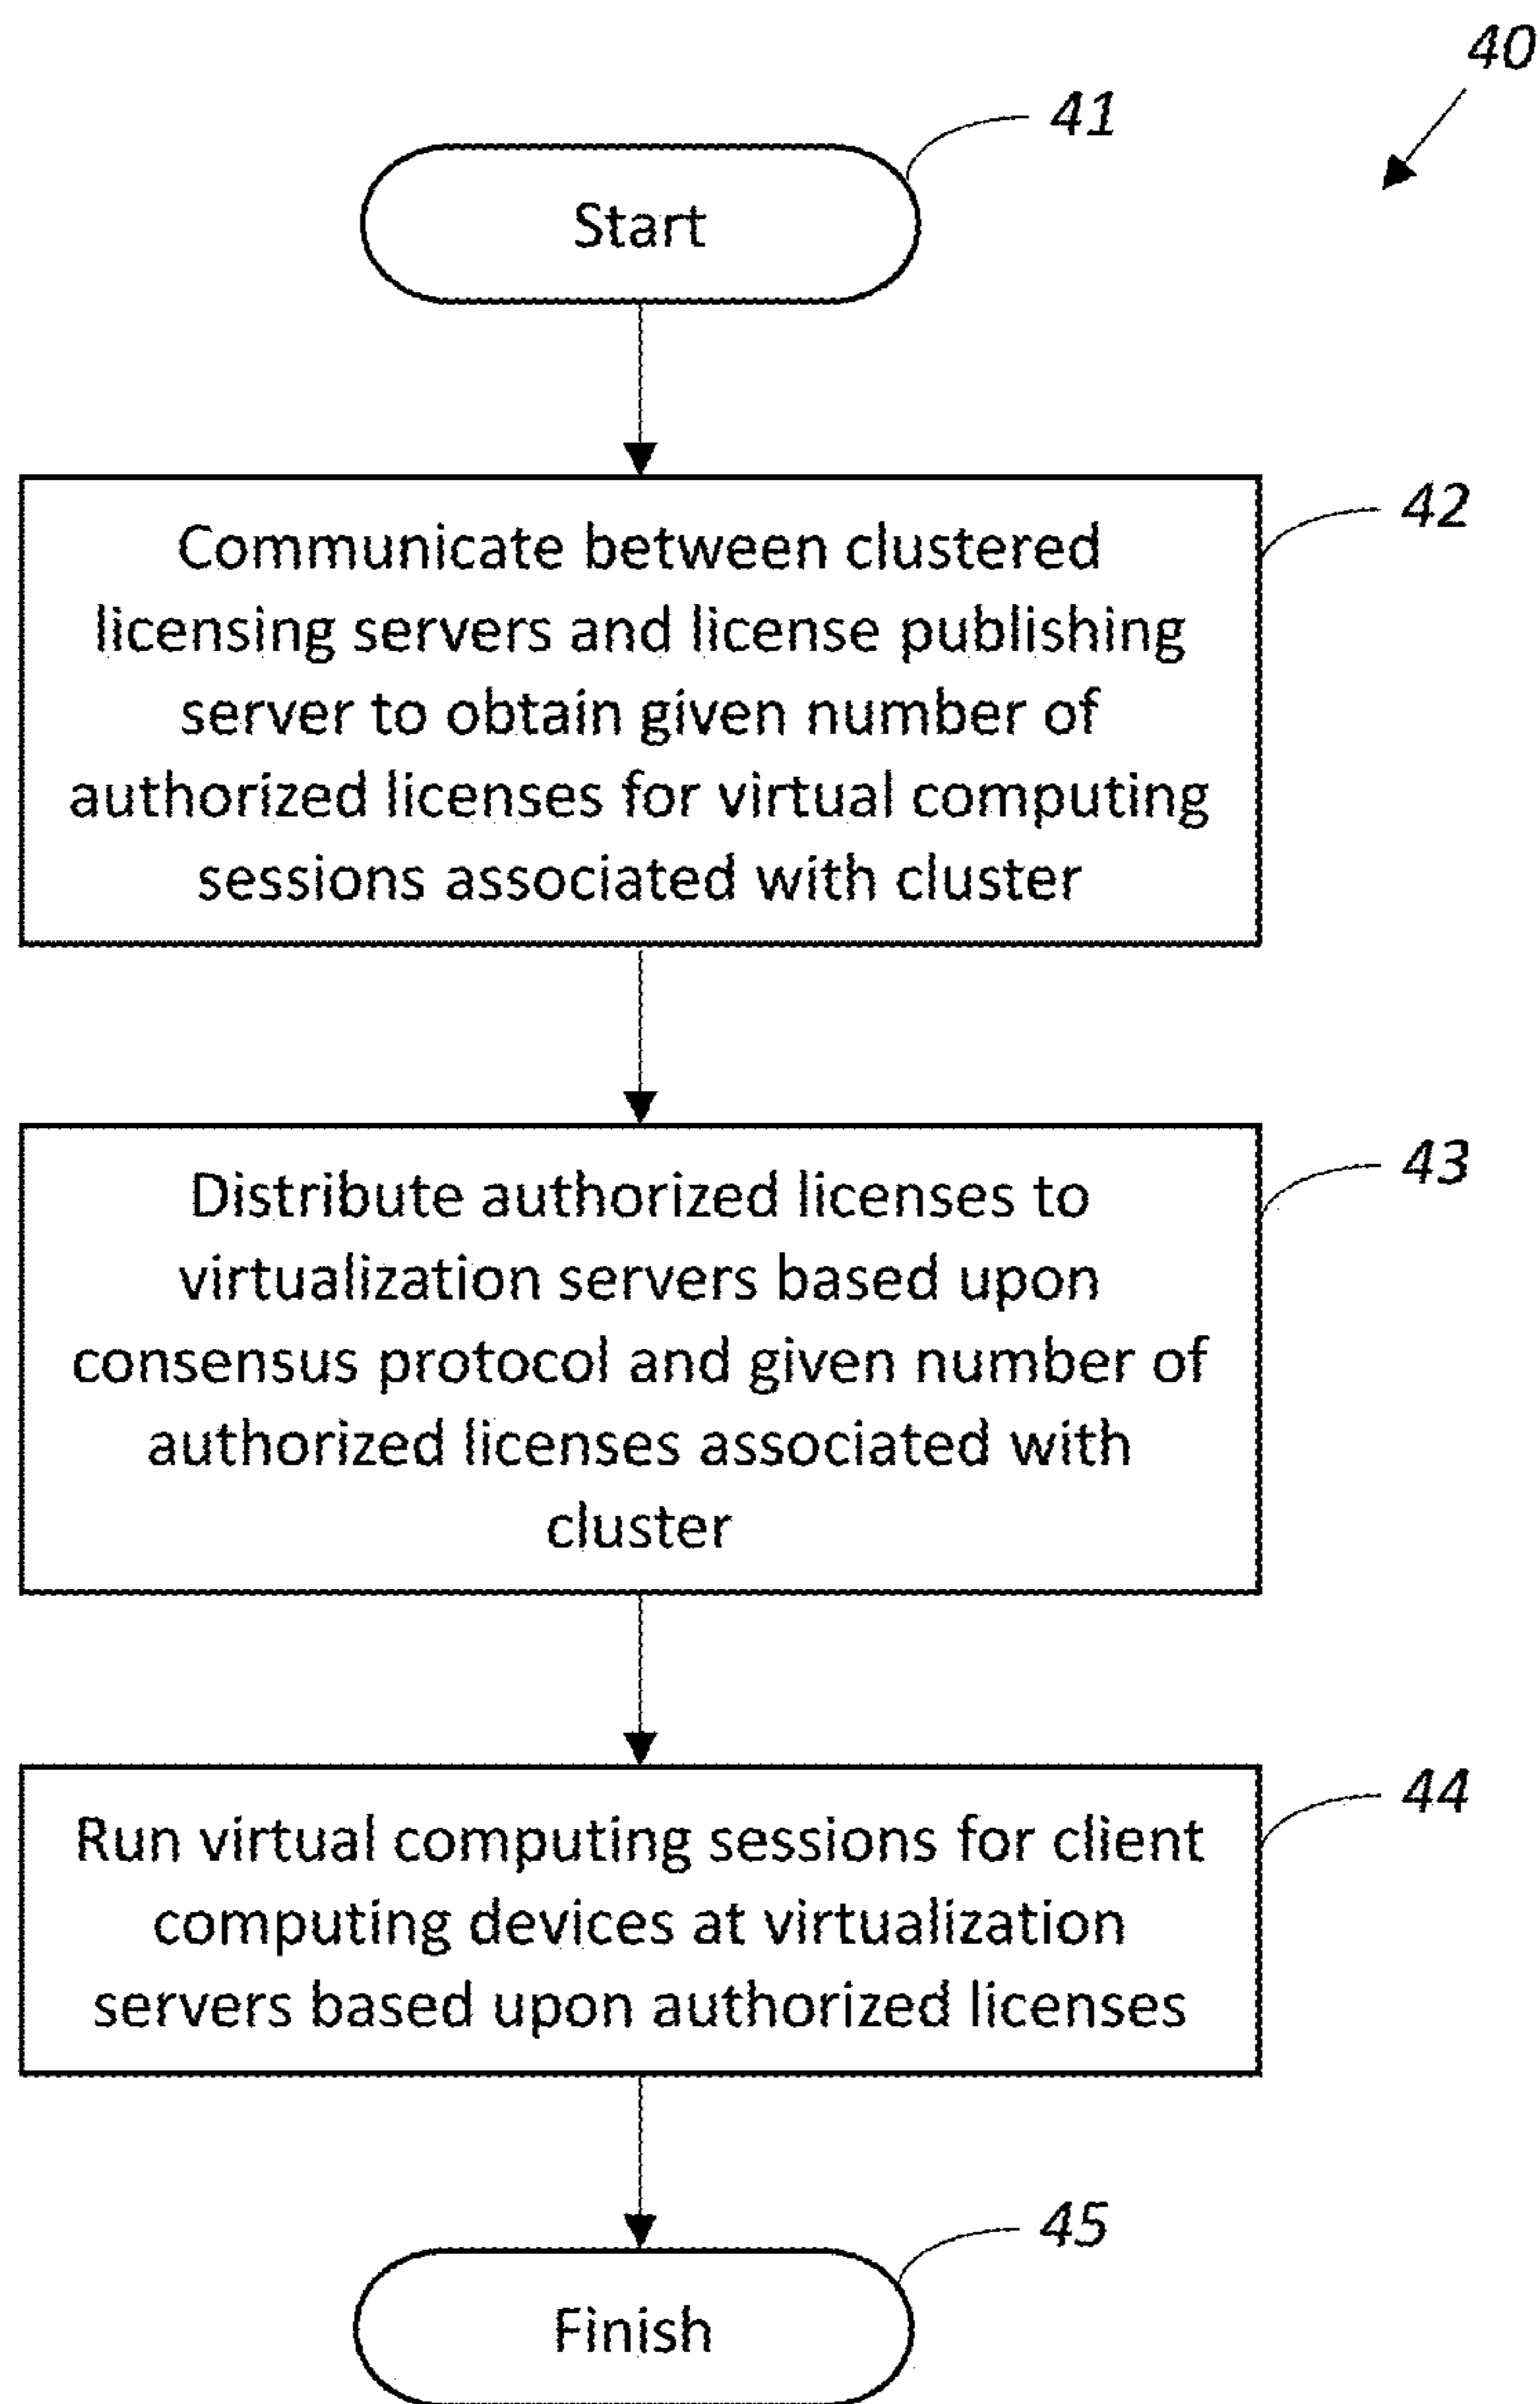 40
41
Start
42
Communicate between clustered
licensing servers and license publishing
server to obtain given number of
authorized licenses for virtual computing
sessions associated with cluster
43
Distribute authorized licenses to
virtualization servers based upon
consensus protocol and given number of
authorized licenses associated with
cluster
44
Run virtual computing sessions for client
computing devices at virtualization
servers based upon authorized licenses
45
Finish